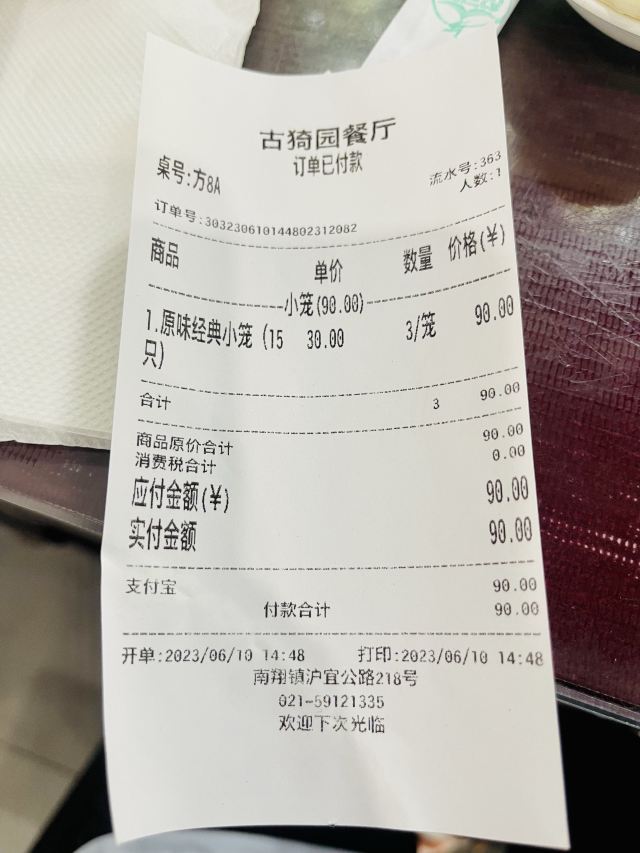 古猗园餐厅
订单已付款
桌号:方8A 流水号:363
人数:1
订单号:303230610144802312082
商品 单价 数量 价格(¥)
小笼(90.00)
1.原味经典小笼(15 30.00 3/笼 90.00
只)
合计 3 90.00
商品原价合计 90.00
消费税合计 0.00
应付金额(¥) 90.00
实付金额 90.00
支付宝 90.00
付款合计 90.00
开单:2023/06/10 14:48 打印:2023/06/10 14:48
南翔镇沪宜公路218号
021-59121335
欢迎下次光临